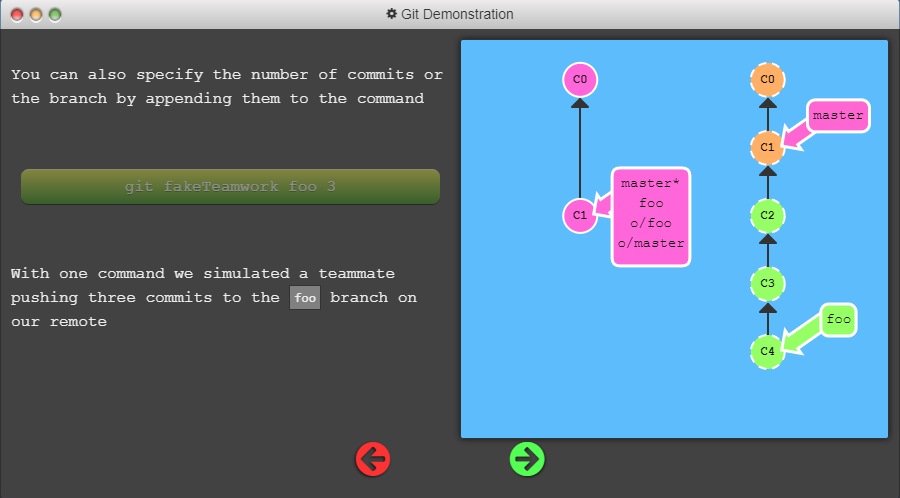 Git Demonstration
You can also specify the number of commits or
the branch by appending them to the command
git fakeTeamwork foo 3
With one command we simulated a teammate
pushing three commits to the foo branch on
our remote
C0
C1
master*
foo
o/foo
o/master
C0
master
C1
C2
C3
foo
C4